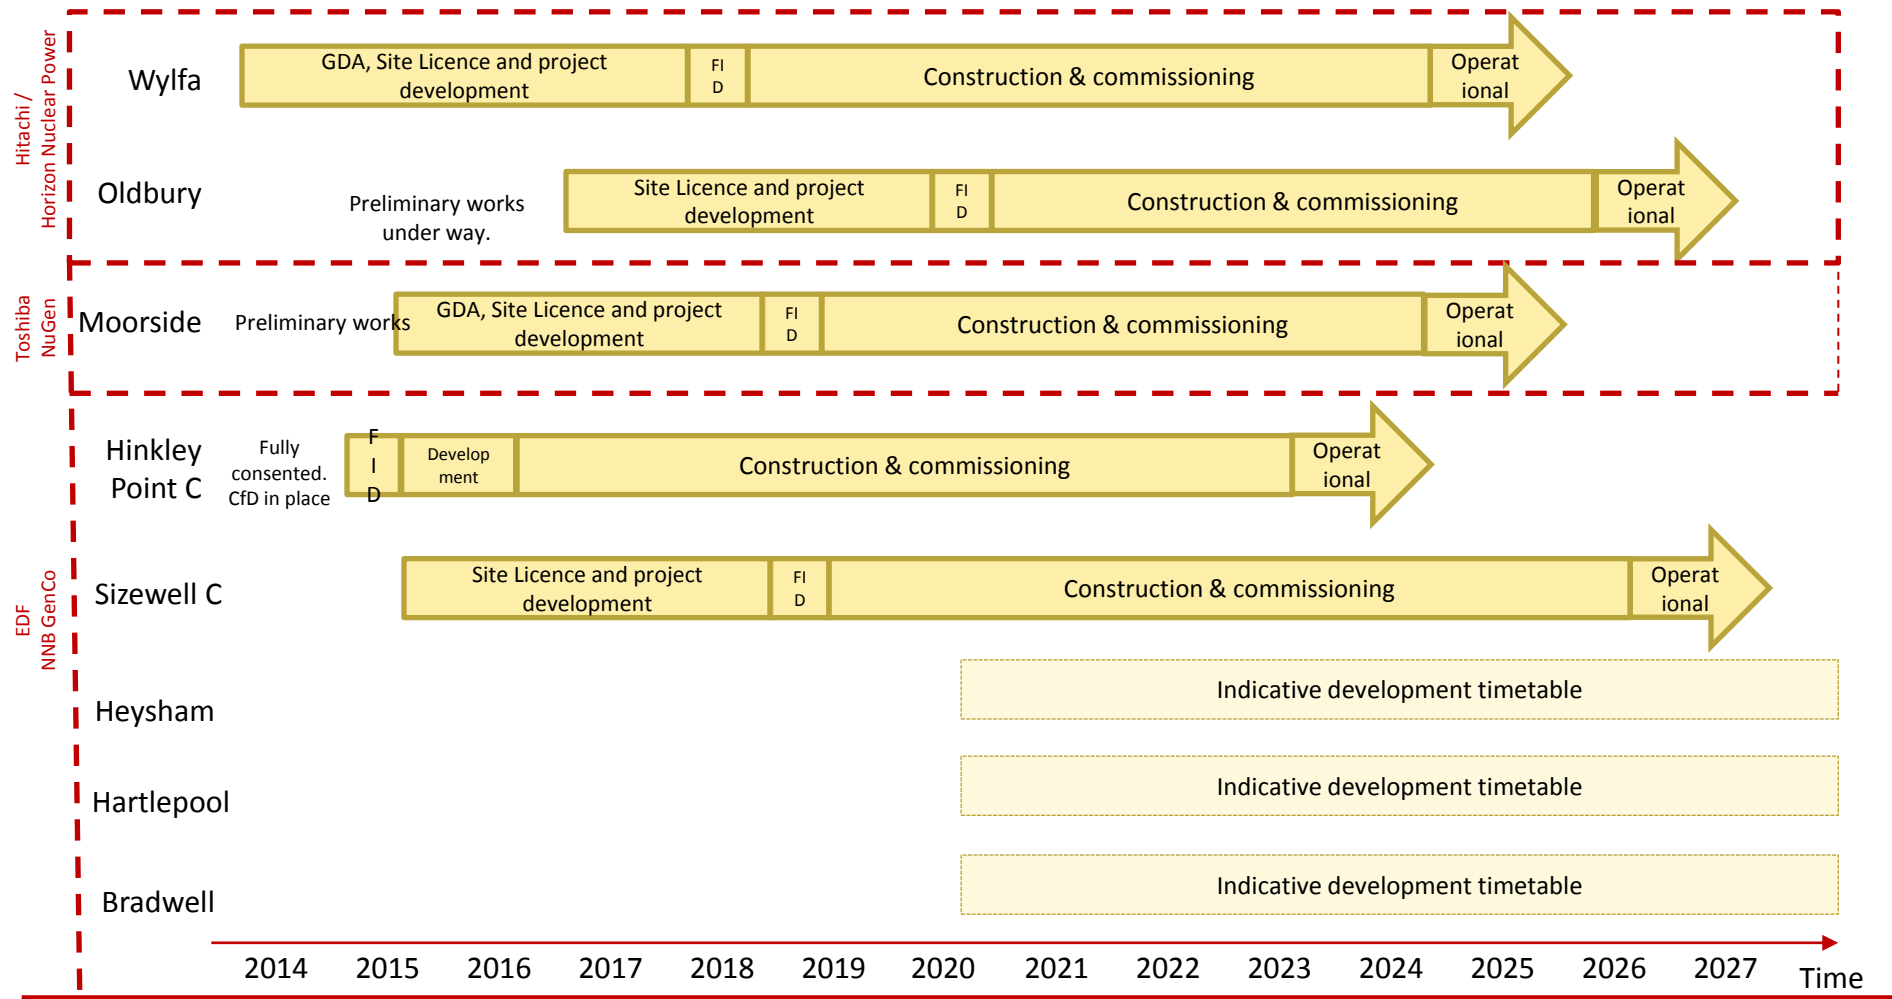 Hitachi /
Horizon Nuclear Power
Wylfa
GDA, Site Licence and project
development
FI
D
Construction & commissioning
Operat
ional
Oldbury
Preliminary works
under way.
Site Licence and project
development
FI
D
Construction & commissioning
Operat
ional
Toshiba
NuGen
Moorside
Preliminary works
GDA, Site Licence and project
development
FI
D
Construction & commissioning
Operat
ional
EDF
NNB GenCo
Hinkley
Point C
Fully
consented.
CfD in place
F
I
D
Develop
ment
Construction & commissioning
Operat
ional
Sizewell C
Site Licence and project
development
FI
D
Construction & commissioning
Operat
ional
Heysham
Indicative development timetable
Hartlepool
Indicative development timetable
Bradwell
Indicative development timetable
2014 2015 2016 2017 2018 2019 2020 2021 2022 2023 2024 2025 2026 2027 Time